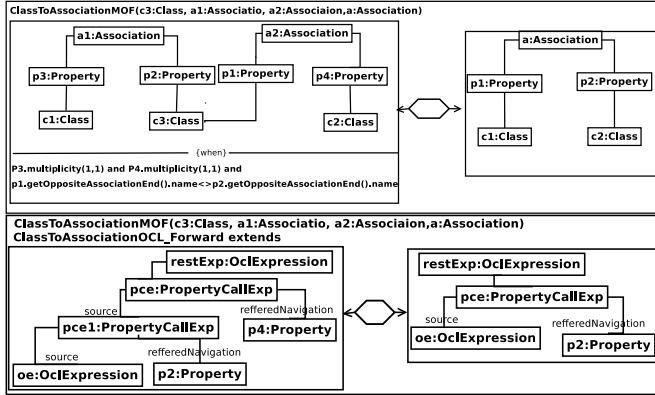 ClassToAssociationMOF(c3:Class, a1:Associatio, a2:Associaion,a:Association)
a1:Association
a2:Association
p3:Property
p2:Property
p1:Property
p4:Property
c1:Class
c3:Class
c2:Class
{when}
P3.multiplicity(1,1) and P4.multiplicity(1,1) and
p1.getOppositeAssociationEnd().name<>p2.getOppositeAssociationEnd().name
a:Association
p1:Property
p2:Property
c1:Class
c2:Class
ClassToAssociationMOF(c3:Class, a1:Associatio, a2:Associaion,a:Association)
ClassToAssociationOCL_Forward extends
restExp:OclExpression
pce:PropertyCallExp
source
refferedNavigation
pce1:PropertyCallExp
p4:Property
source
refferedNavigation
oe:OclExpression
p2:Property
restExp:OclExpression
pce:PropertyCallExp
source
refferedNavigation
oe:OclExpression
p2:Property